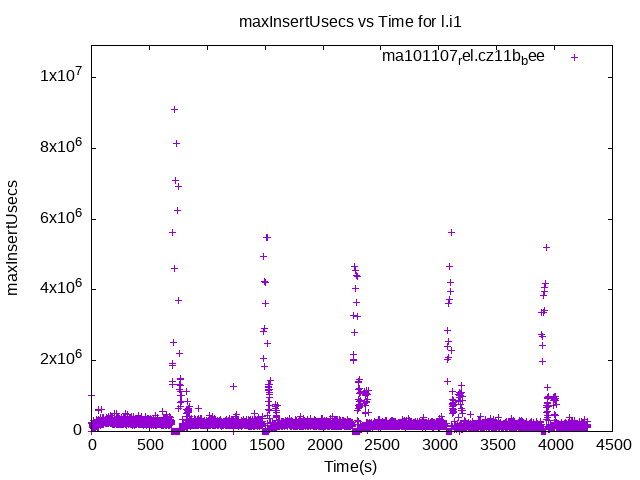 maxInsertUsecs vs Time for l.i1
ma101107_rel.cz11b_bee
1x10^7
8x10^6
6x10^6
4x10^6
2x10^6
0
maxInsertUsecs
0 500 1000 1500 2000 2500 3000 3500 4000 4500
Time(s)